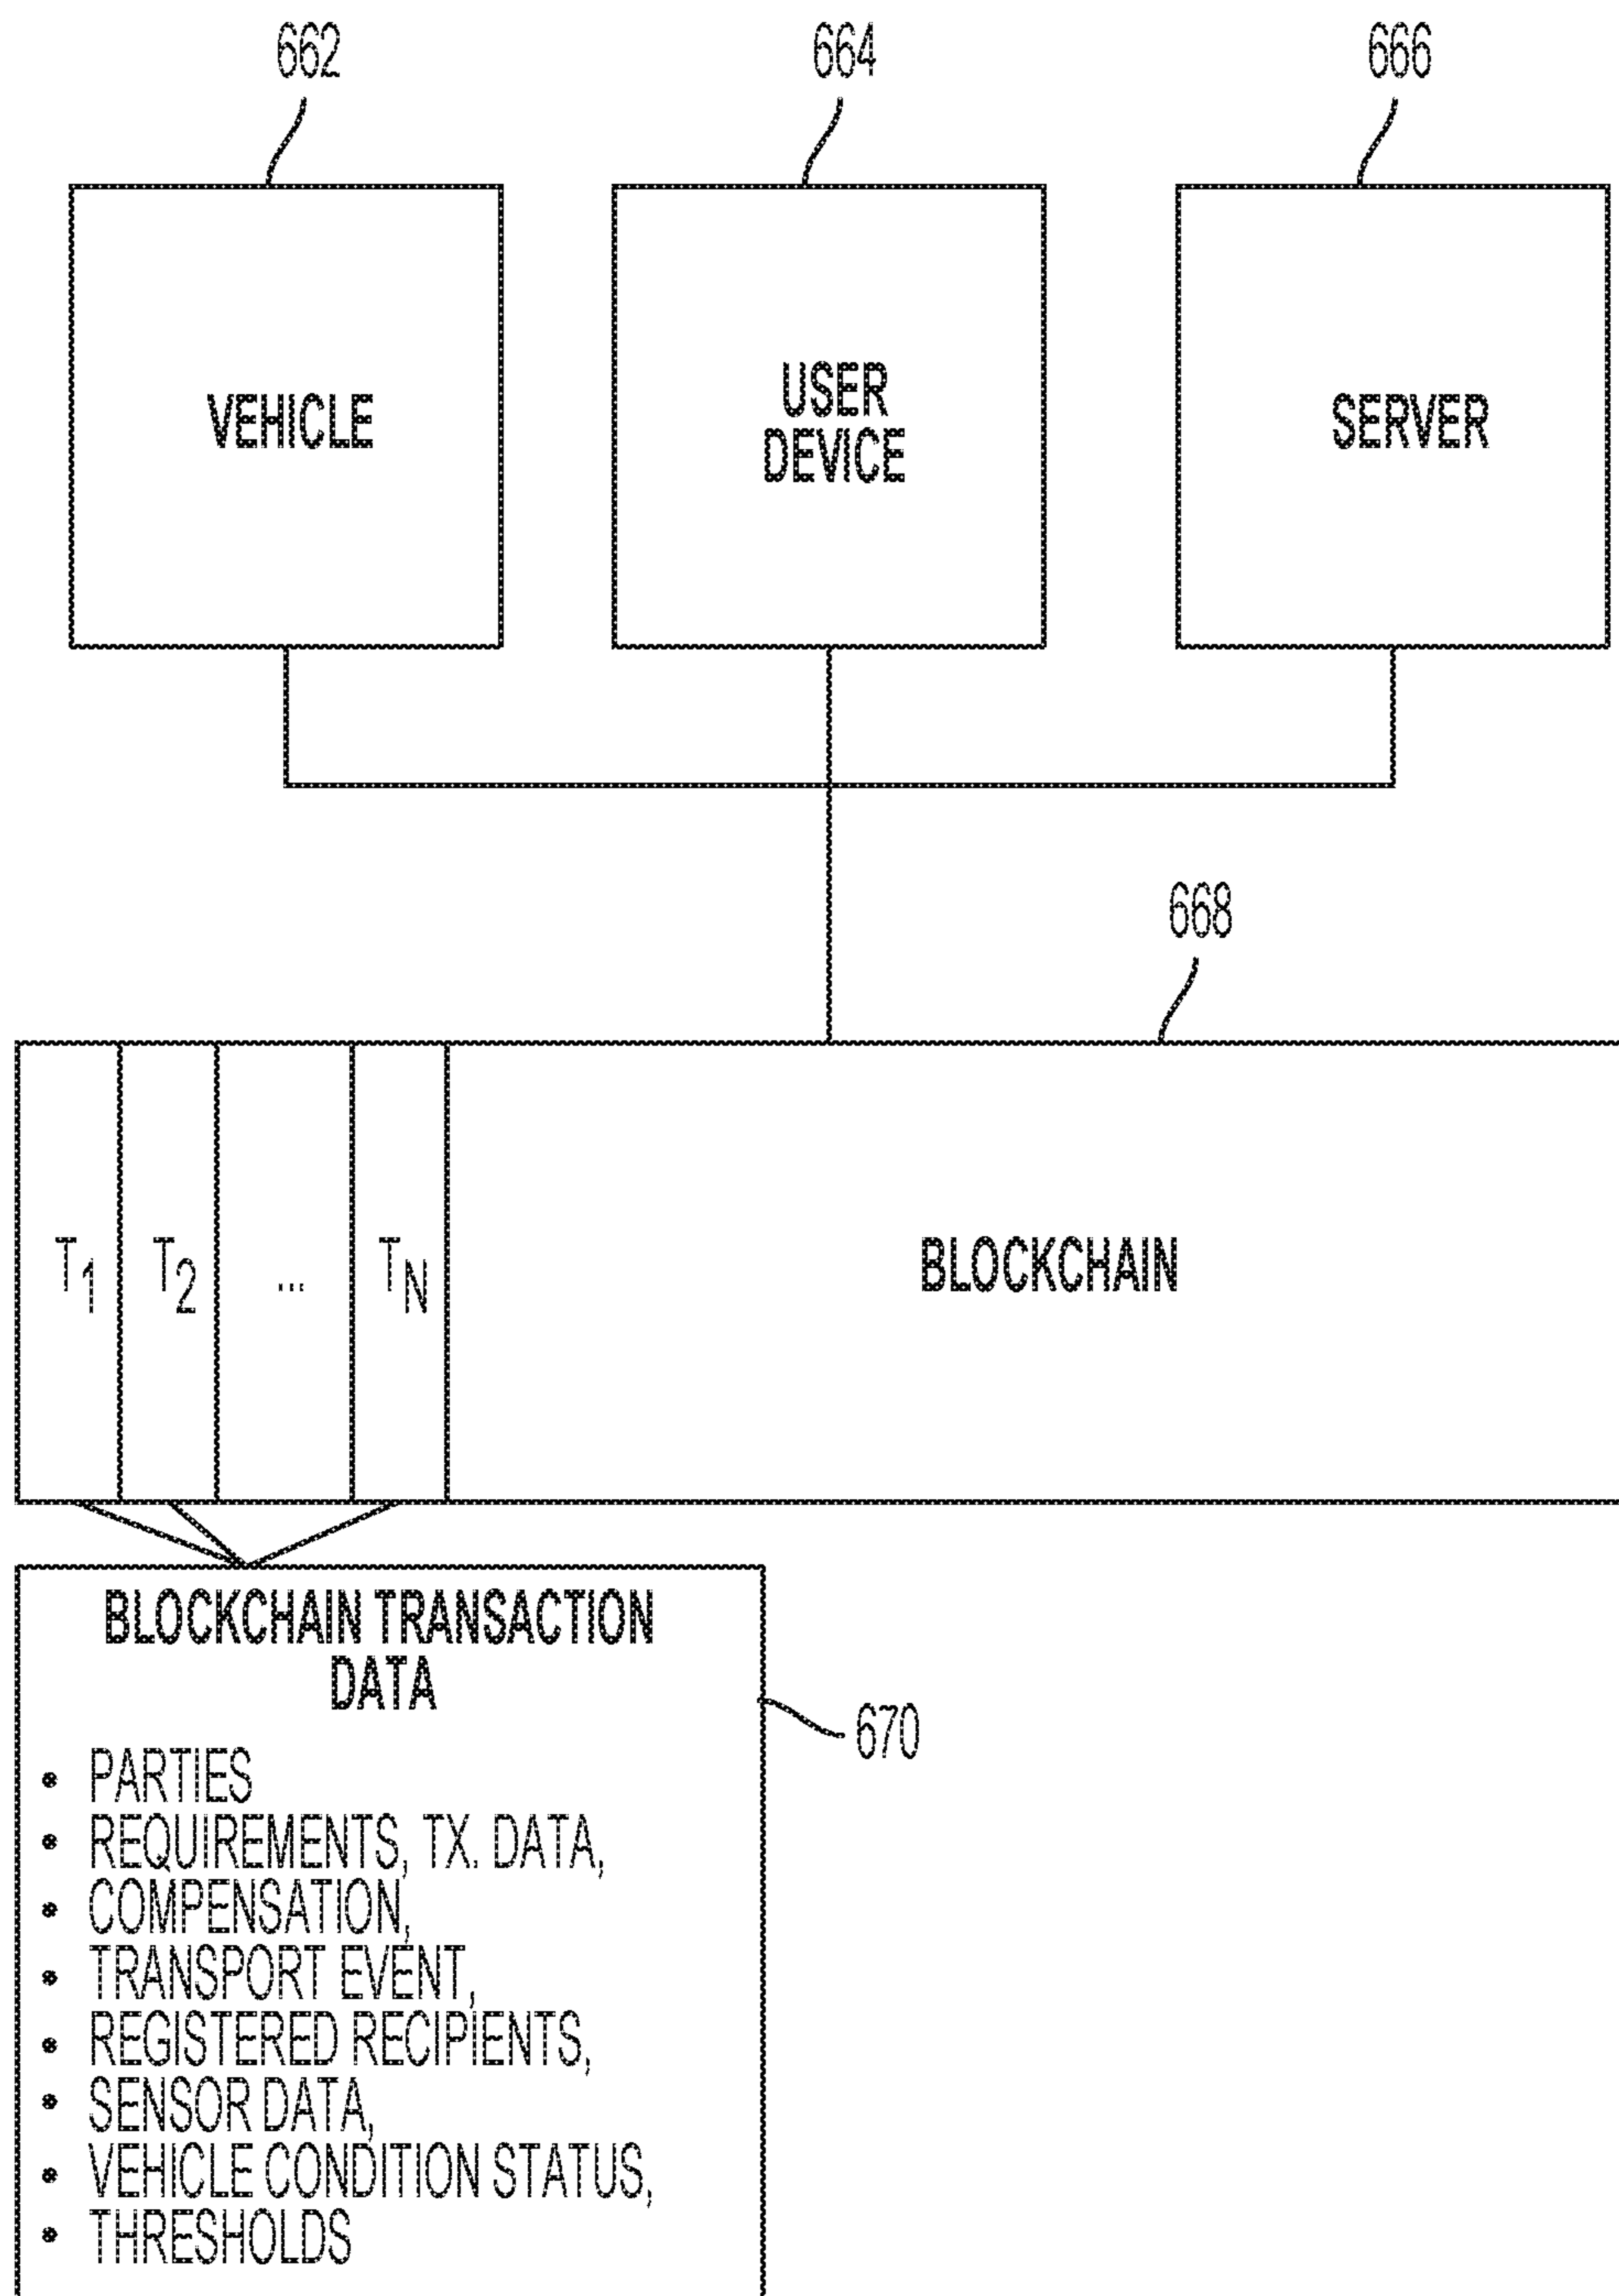 662
664
666
VEHICLE
USER
DEVICE
SERVER
668
T1
T2
...
TN
BLOCKCHAIN
BLOCKCHAIN TRANSACTION
DATA
670
• PARTIES
• REQUIREMENTS, TX. DATA,
• COMPENSATION,
• TRANSPORT EVENT,
• REGISTERED RECIPIENTS,
• SENSOR DATA,
• VEHICLE CONDITION STATUS,
• THRESHOLDS